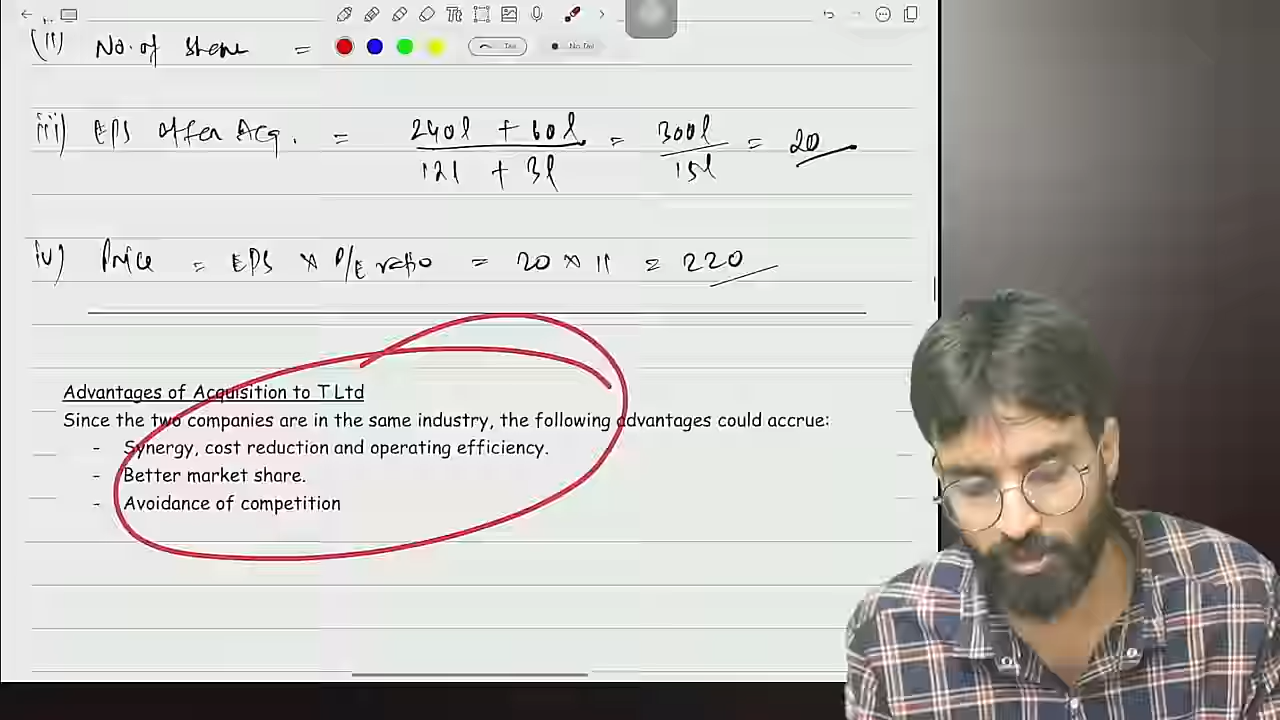 (ii) No. of share =
iii) EPS after Acq. = 240l + 60l / 12l + 3l = 300l / 15l = 20
iv) Price = EPS × P/E ratio = 20 × 11 = 220
Advantages of Acquisition to T Ltd
Since the two companies are in the same industry, the following advantages could accrue:
- Synergy, cost reduction and operating efficiency.
- Better market share.
- Avoidance of competition